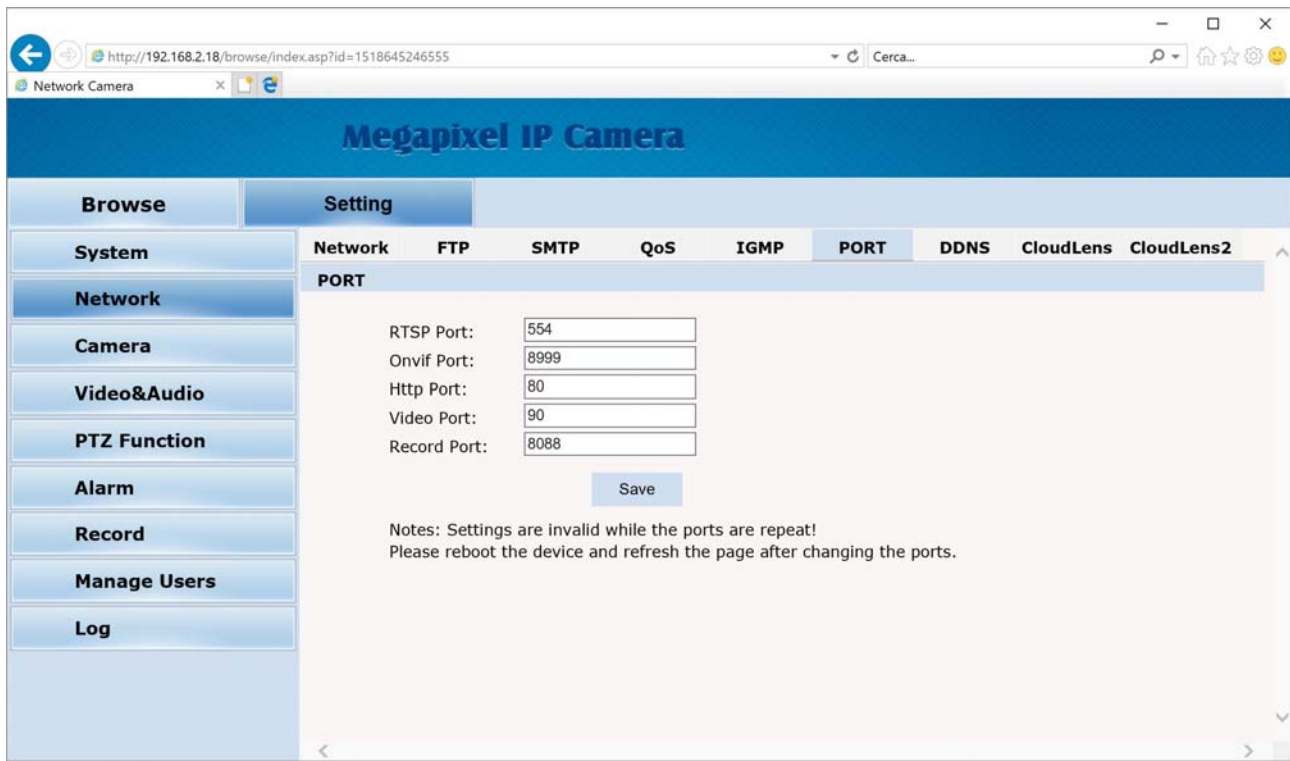 http://192.168.2.18/browse/index.asp?id=1518645246555
Cerca...
Network Camera
Megapixel IP Camera
Browse
Setting
System
Network
Camera
Video&Audio
PTZ Function
Alarm
Record
Manage Users
Log
Network FTP SMTP QoS IGMP PORT DDNS CloudLens CloudLens2
PORT
RTSP Port: 554
Onvif Port: 8999
Http Port: 80
Video Port: 90
Record Port: 8088
Save
Notes: Settings are invalid while the ports are repeat!
Please reboot the device and refresh the page after changing the ports.